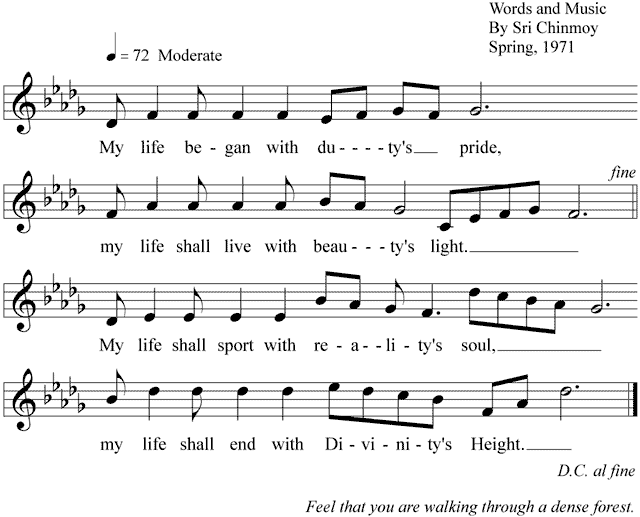 Words and Music
By Sri Chinmoy
Spring, 1971
♩ = 72 Moderate
My life be - gan with du - - - - ty's pride,
fine
my life shall live with beau - - - ty's light.
My life shall sport with re - a - - li - ty's soul,
my life shall end with Di - vi - ni - ty's Height.
D.C. al fine
Feel that you are walking through a dense forest.